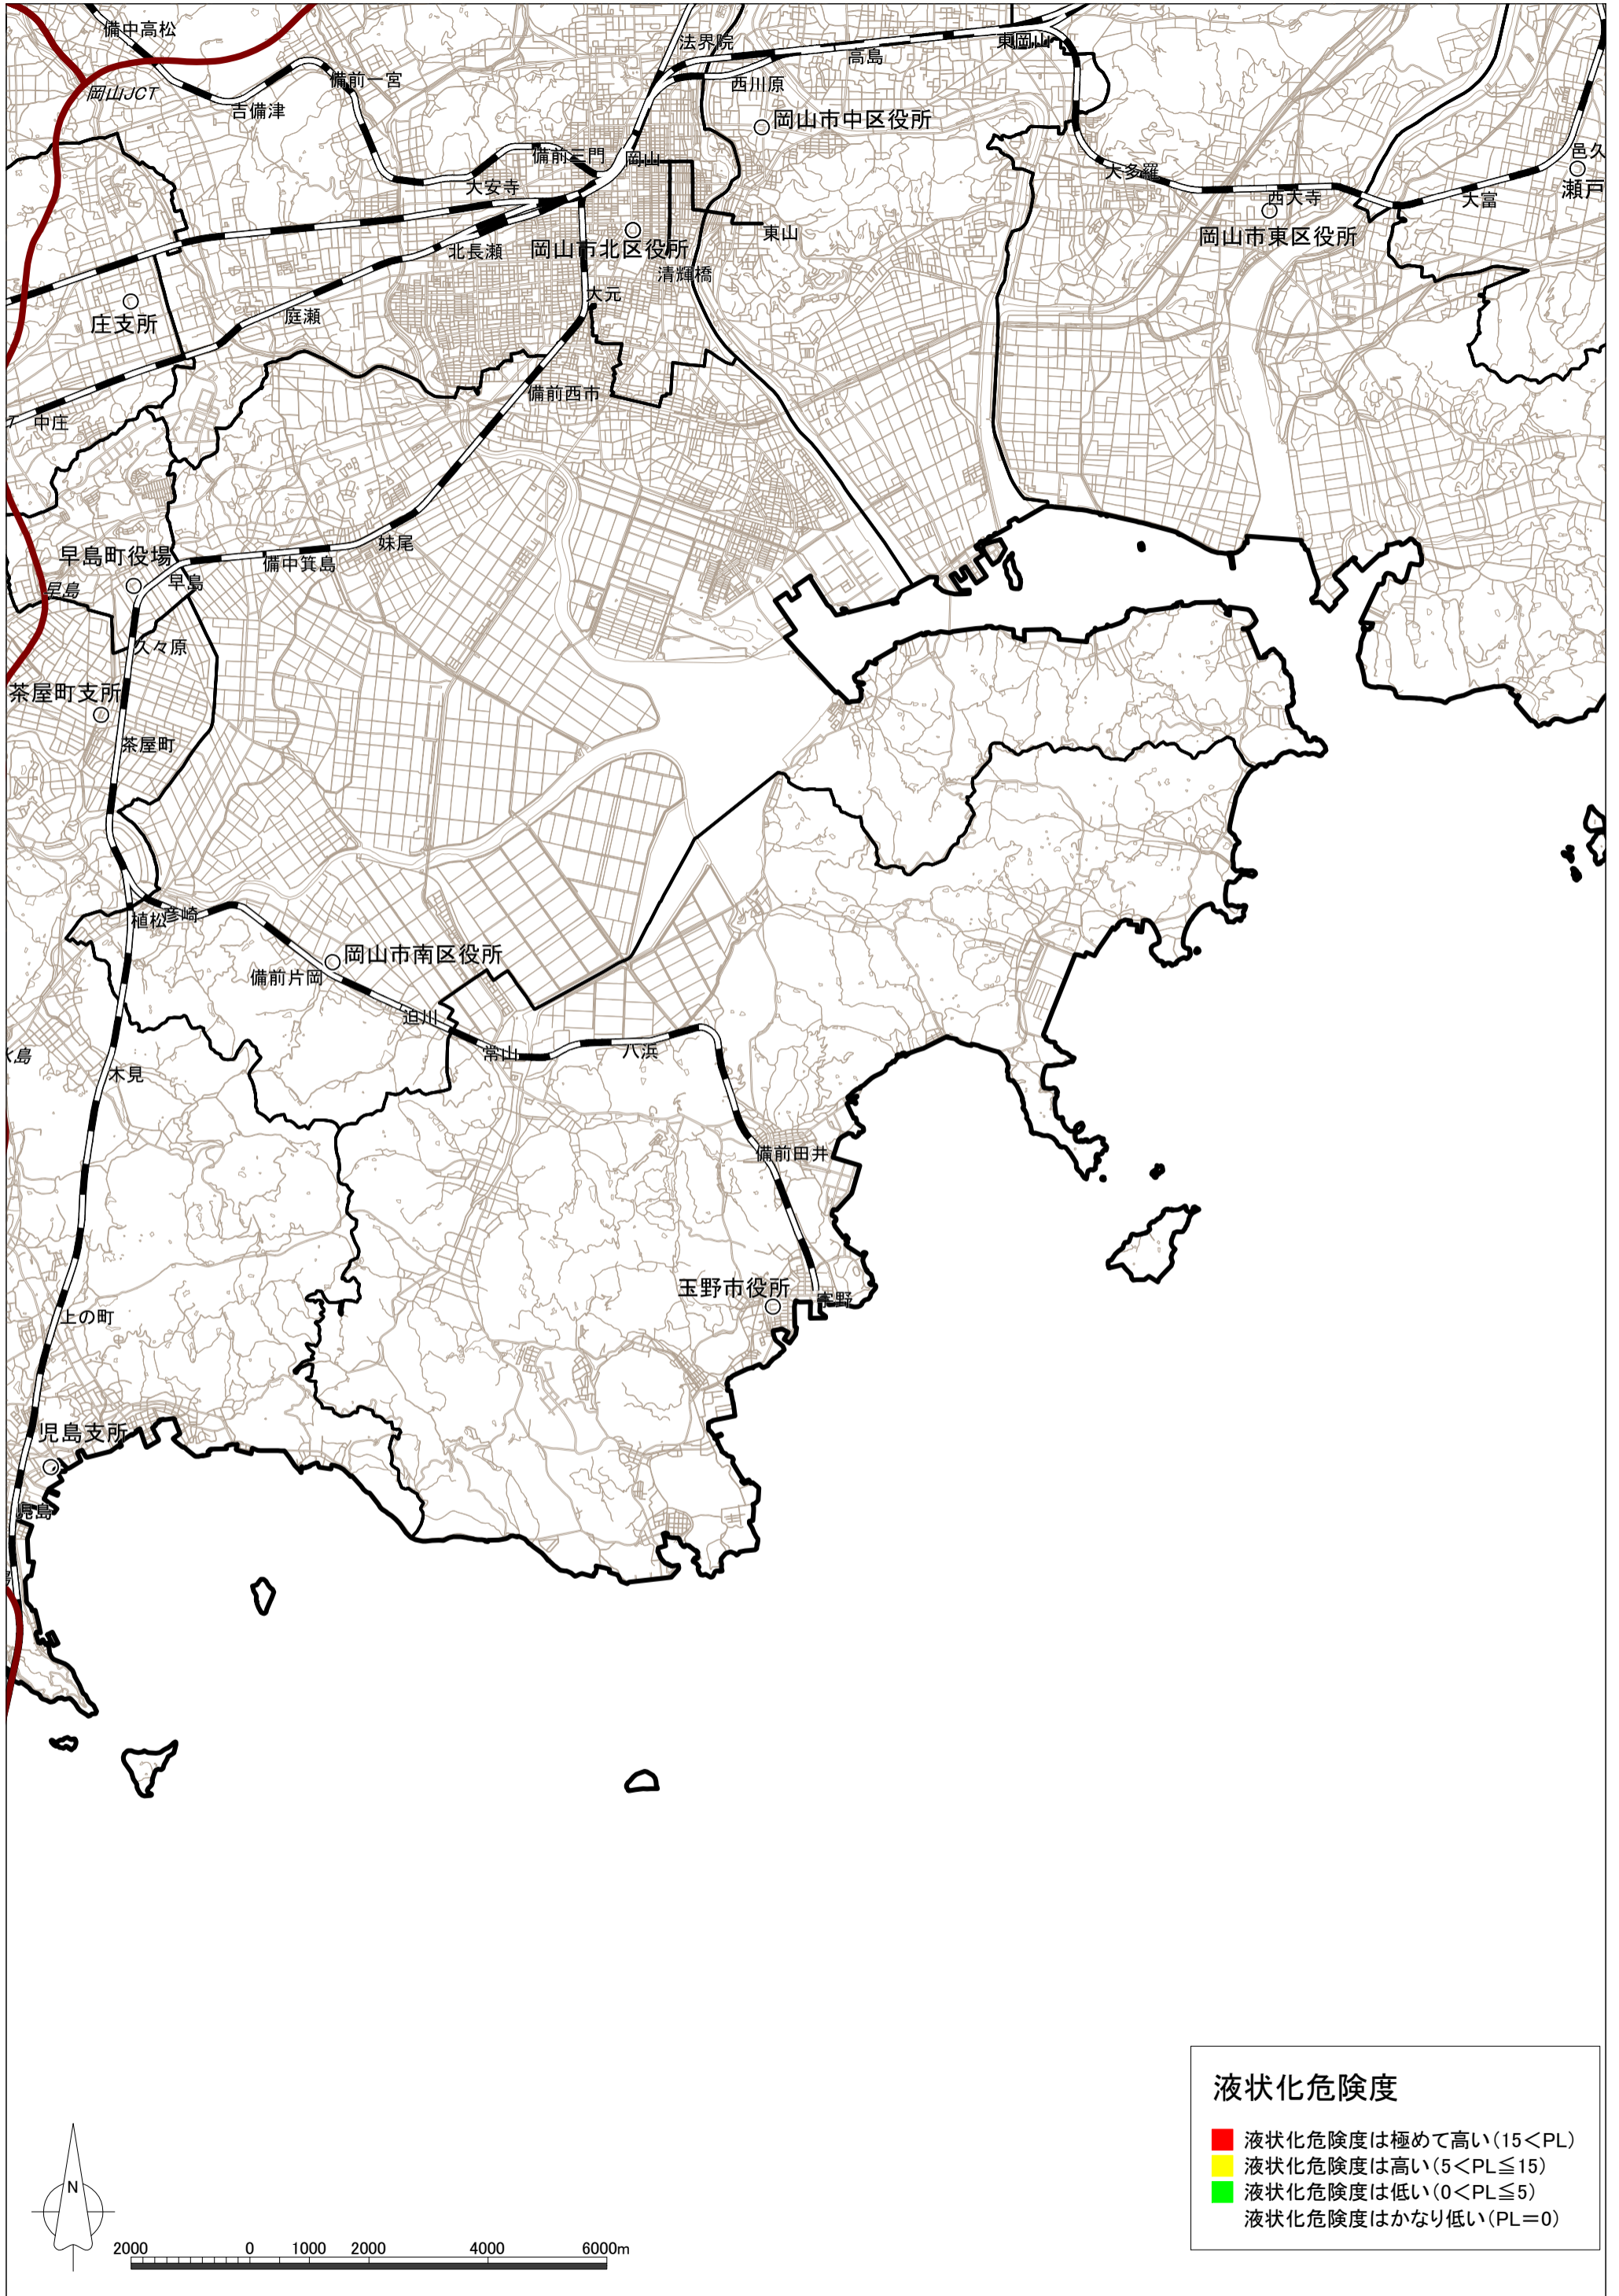 備中高松
法界院
東岡山
高島
備前一宮
西川原
岡山JCT
吉備津
岡山市中区役所
備前三門
岡山
邑久
大安寺
大多羅
瀬戸
西大寺
大富
東山
岡山市東区役所
北長瀬
岡山市北区役所
清輝橋
大元
庭瀬
庄支所
備前西市
中庄
妹尾
早島町役場
備中箕島
早島
早島
久々原
茶屋町支所
茶屋町
植松
彦崎
岡山市南区役所
備前片岡
迫川
常山
八浜
水島
木見
備前田井
玉野市役所
宇野
上の町
児島支所
児島
液状化危険度
液状化危険度は極めて高い(15<PL)
液状化危険度は高い(5<PL≦15)
液状化危険度は低い(0<PL≦5)
液状化危険度はかなり低い(PL=0)
N
2000 0 1000 2000 4000 6000m